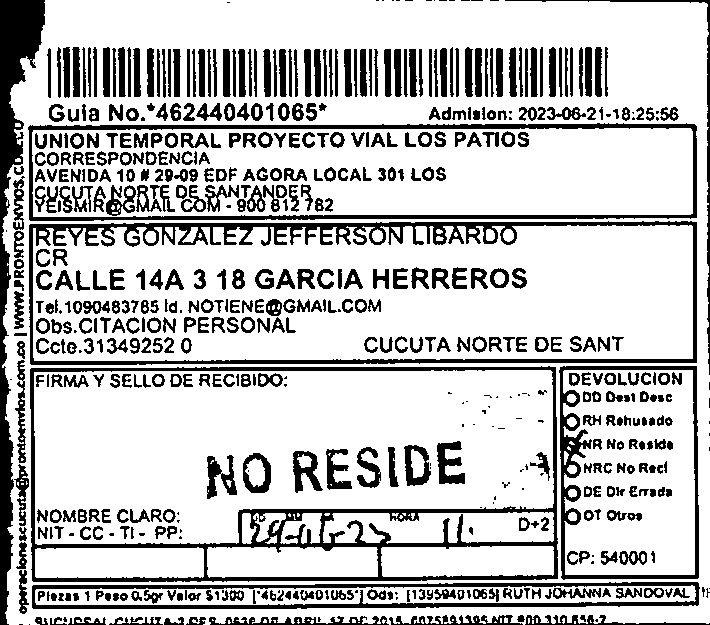 Guia No.*462440401065*
Admision: 2023-06-21-18:25:56
UNION TEMPORAL PROYECTO VIAL LOS PATIOS
CORRESPONDENCIA
AVENIDA 10 # 29-09 EDF AGORA LOCAL 301 LOS
CUCUTA NORTE DE SANTANDER
YEISMIR@GMAIL COM - 900 812 782
REYES GONZALEZ JEFFERSON LIBARDO
CR
CALLE 14A 3 18 GARCIA HERREROS
Tel.1090483785 Id. NOTIENE@GMAIL.COM
Obs.CITACION PERSONAL
Ccte.31349252 0 CUCUTA NORTE DE SANT
FIRMA Y SELLO DE RECIBIDO:
NO RESIDE
NOMBRE CLARO:
NIT - CC - TI - PP:
HORA
29-06-23 11. D+2
DEVOLUCION
DD Dest Desc
RH Rehusado
NR No Reside
NRC No Recl
DE Dir Errada
OT Otros
CP: 540001
Piezas 1 Peso 0.5gr Valor $1300 [*462440401065*] Ods: [13959401065] RUTH JOHANNA SANDOVAL
operacionescucuta@prontoenvios.com.co | WWW.PRONTOENVIOS.COM.CO